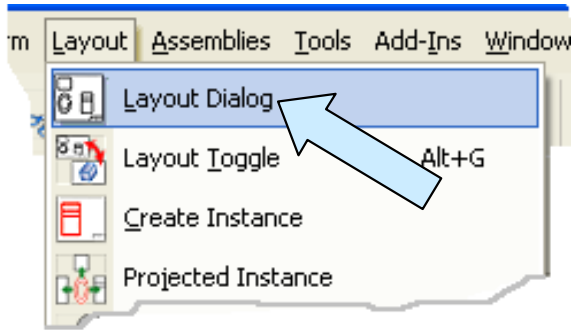 rm Layout Assemblies Tools Add-Ins Window
Layout Dialog
Layout Toggle Alt+G
Create Instance
Projected Instance